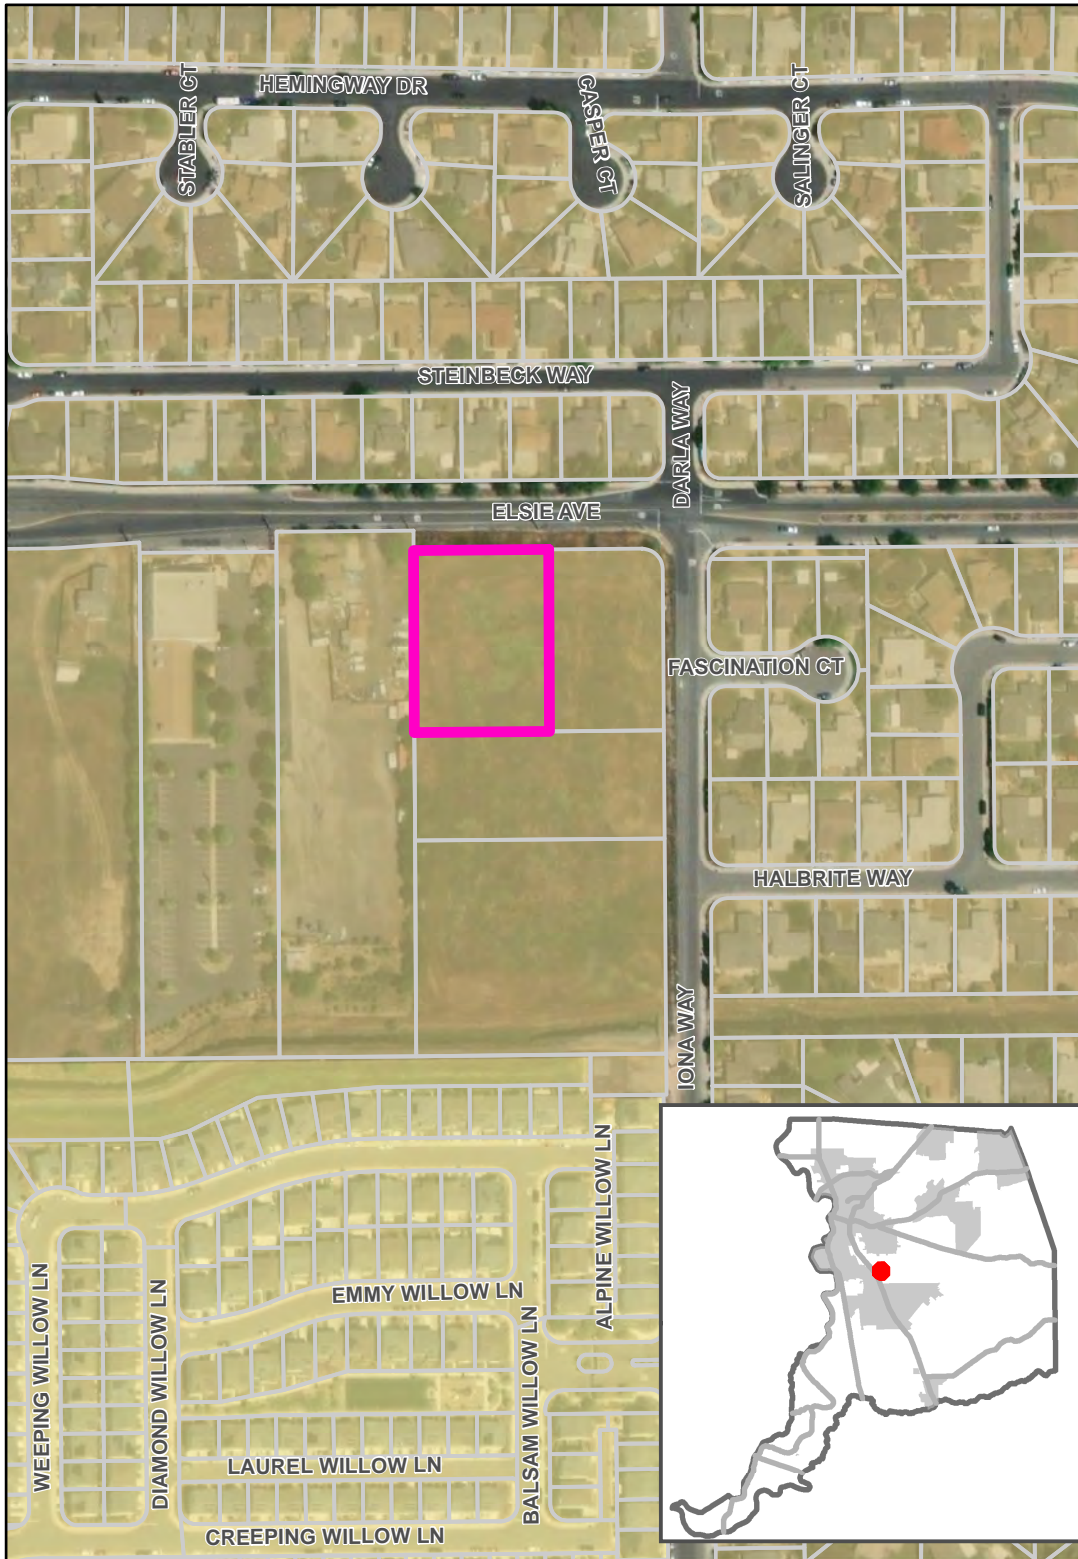 HEMINGWAY DR
STABLER CT
CASPER CT
SALINGER CT
STEINBECK WAY
DARLA WAY
ELSIE AVE
FASCINATION CT
HALBRITE WAY
IONA WAY
ALPINE WILLOW LN
EMMY WILLOW LN
WEEPING WILLOW LN
DIAMOND WILLOW LN
BALSAM WILLOW LN
LAUREL WILLOW LN
CREEPING WILLOW LN